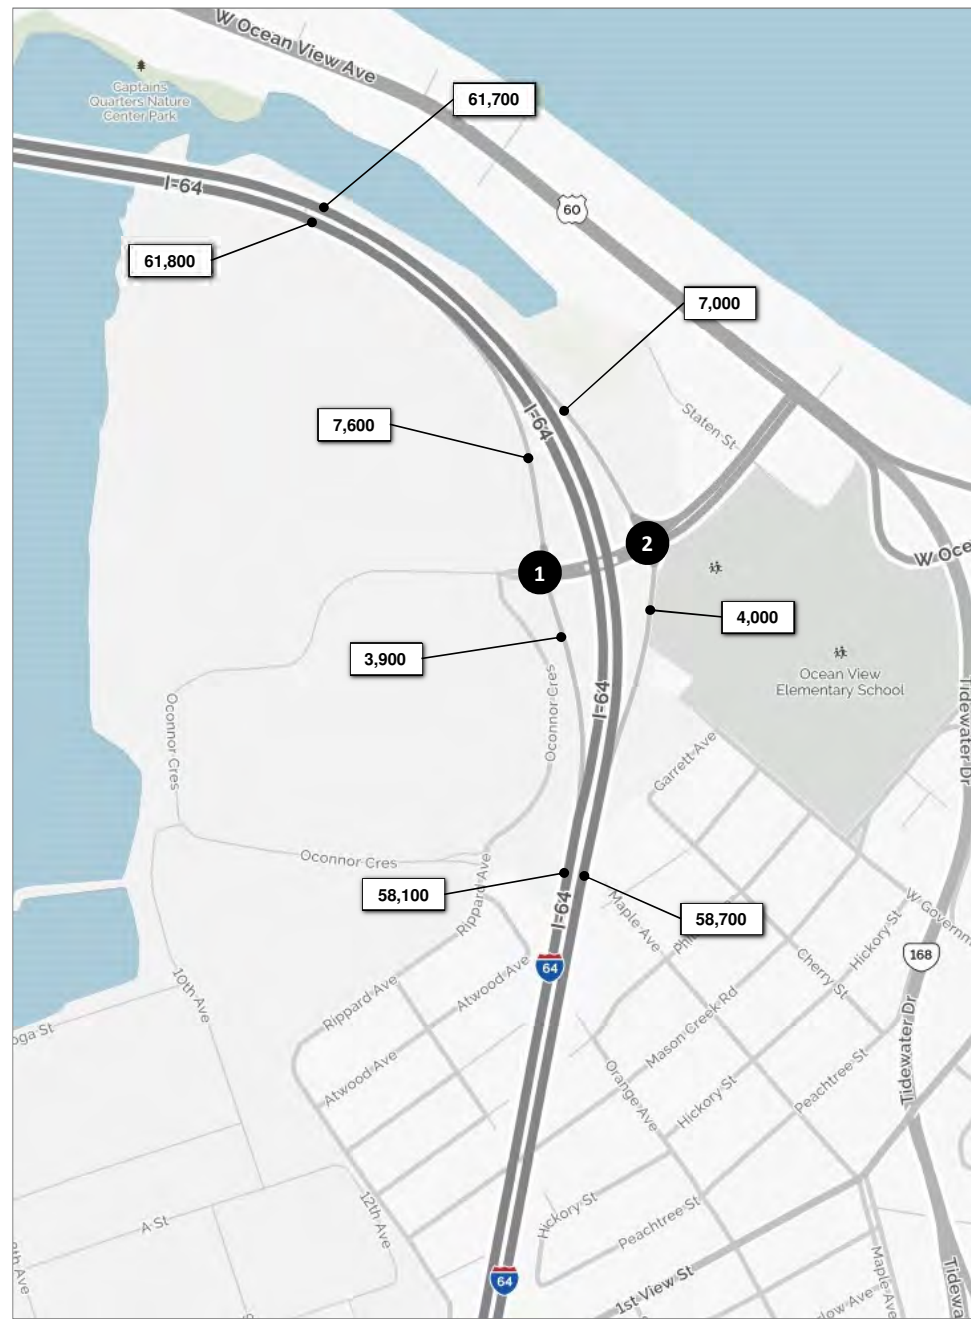 W Ocean View Ave
Captains
Quarters Nature
Center Park
61,700
I-64
60
61,800
7,000
I-64
7,600
Staten St
2
1
W Oce
4,000
3,900
Ocean View
Elementary School
Oconnor Cres
Oconnor Cres
I-64
Tidewater Dr
Garrett Ave
Oconnor Cres
58,100
Rippard Ave
I-64
58,700
Maple Ave
W Governm
Hickory St
Cherry St
168
64
10th Ave
Rippard Ave
Atwood Ave
Mason Creek Rd
oga St
Atwood Ave
Orange Ave
Hickory St
Peachtree St
Tidewater Dr
12th Ave
A St
Hickory St
Peachtree St
64
1st View St
Maple Ave
Tidewa